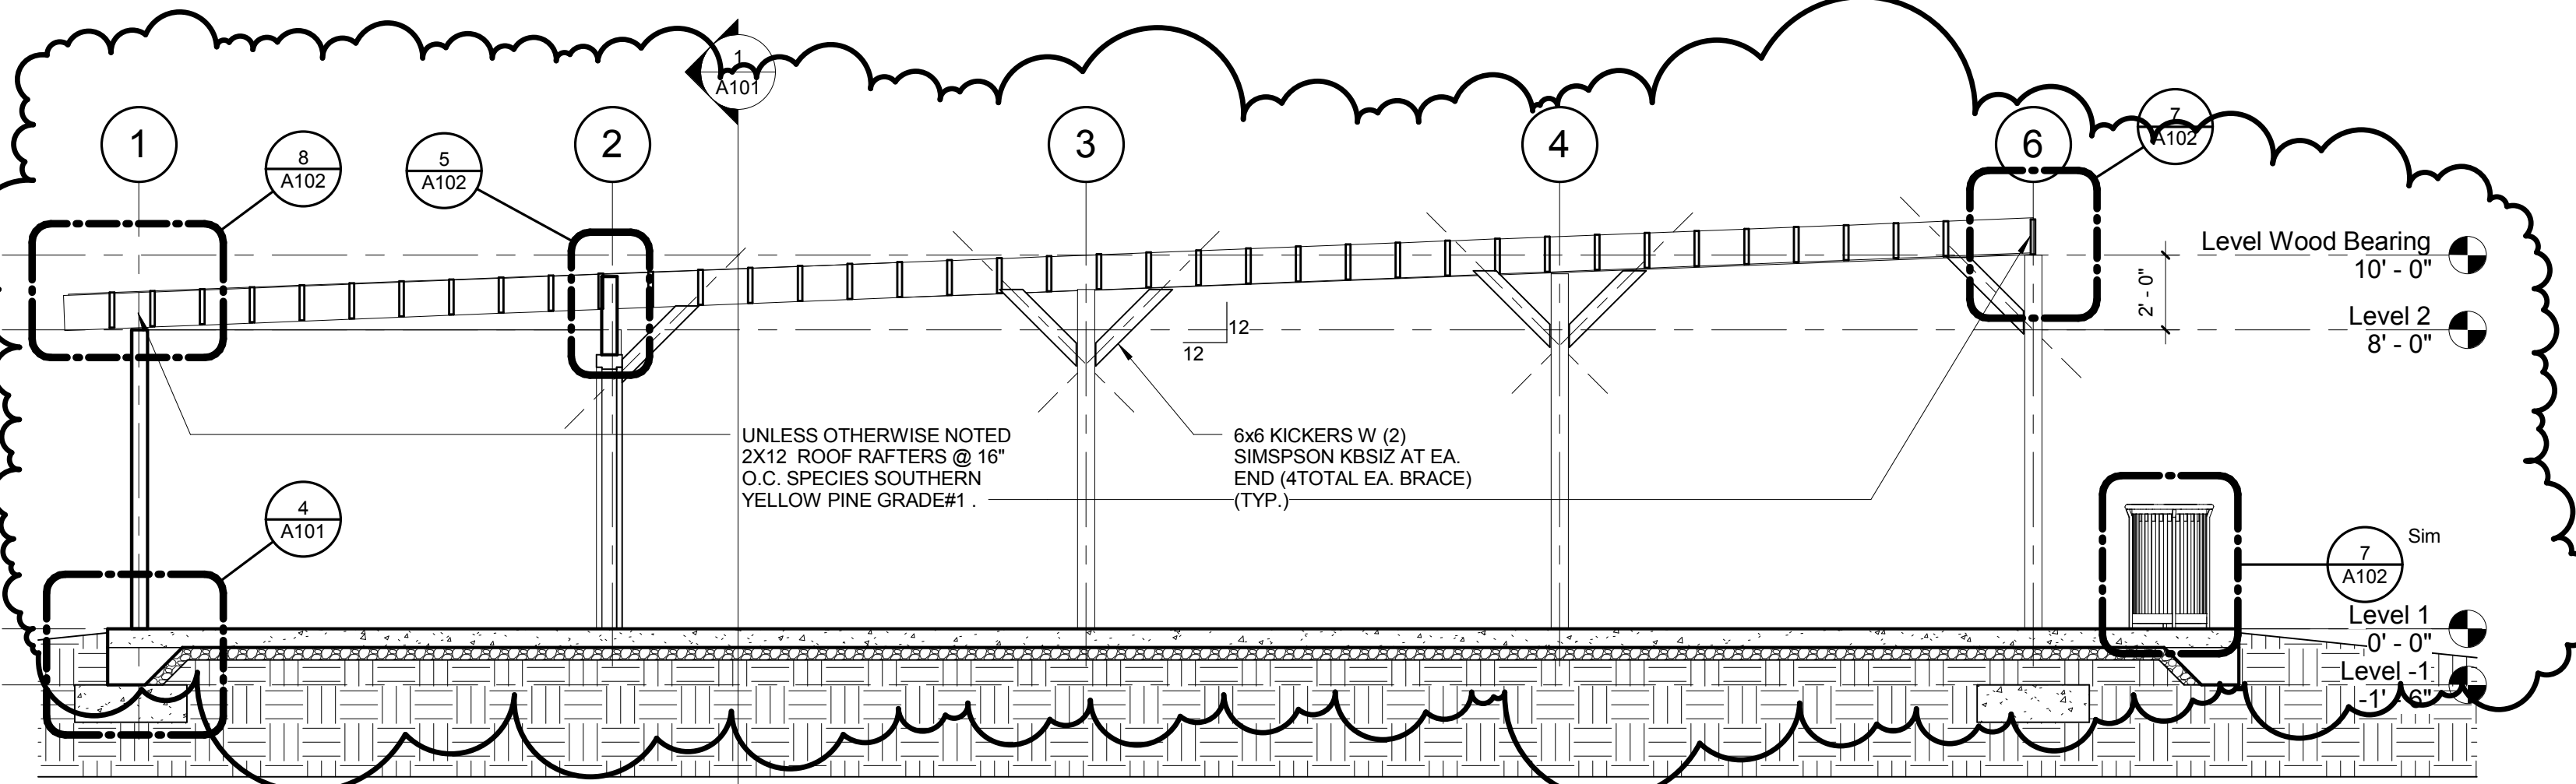 1
A101
1
2
3
4
6
8
A102
5
A102
7
A102
Level Wood Bearing
10' - 0"
2' - 0"
Level 2
8' - 0"
12
12
UNLESS OTHERWISE NOTED
2X12 ROOF RAFTERS @ 16"
O.C. SPECIES SOUTHERN
YELLOW PINE GRADE#1 .
6x6 KICKERS W (2)
SIMSPSON KBSIZ AT EA.
END (4TOTAL EA. BRACE)
(TYP.)
4
A101
7
A102
Sim
Level 1
0' - 0"
Level -1
-1' - 6"